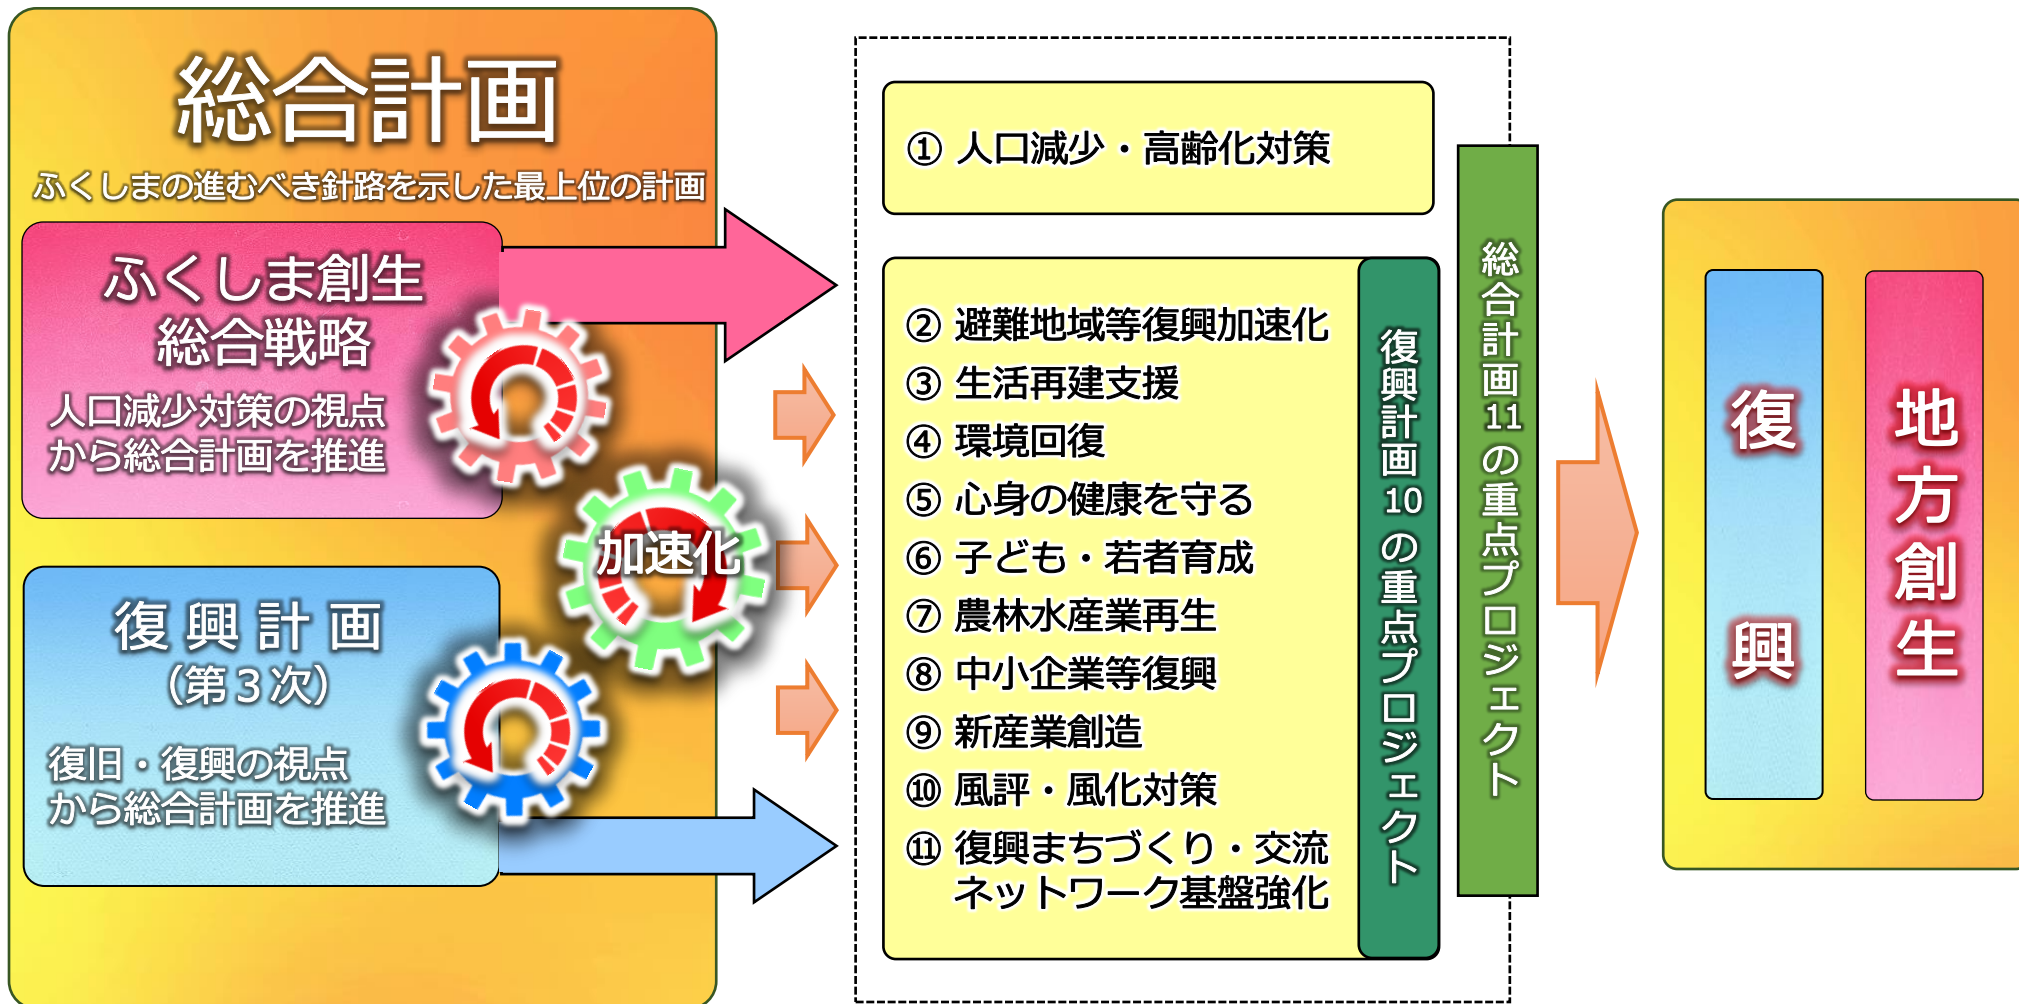 総合計画
ふくしまの進むべき針路を示した最上位の計画
ふくしま創生
総合戦略
人口減少対策の視点
から総合計画を推進
加速化
復興計画
（第３次）
復旧・復興の視点
から総合計画を推進
① 人口減少・高齢化対策
② 避難地域等復興加速化
③ 生活再建支援
④ 環境回復
⑤ 心身の健康を守る
⑥ 子ども・若者育成
⑦ 農林水産業再生
⑧ 中小企業等復興
⑨ 新産業創造
⑩ 風評・風化対策
⑪ 復興まちづくり・交流
ネットワーク基盤強化
復興計画10の重点プロジェクト
総合計画11の重点プロジェクト
復興
地方創生